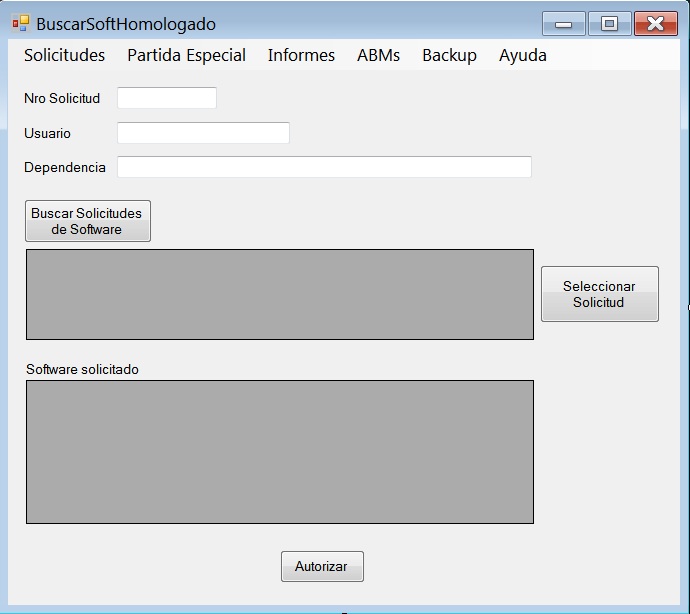 BuscarSoftHomologado
Solicitudes Partida Especial Informes ABMs Backup Ayuda
Nro Solicitud
Usuario
Dependencia
Buscar Solicitudes
de Software
Seleccionar
Solicitud
Software solicitado
Autorizar